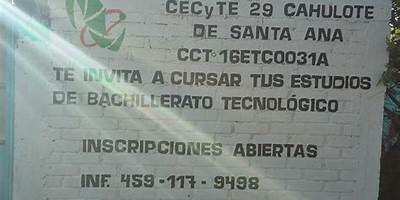 CECyTE 29 CAHULOTE
DE SANTA ANA
CCT 16ETC0031A
TE INVITA A CURSAR TUS ESTUDIOS
DE BACHILLERATO TECNOLÓGICO
INSCRIPCIONES ABIERTAS
INF. 459-117-9498